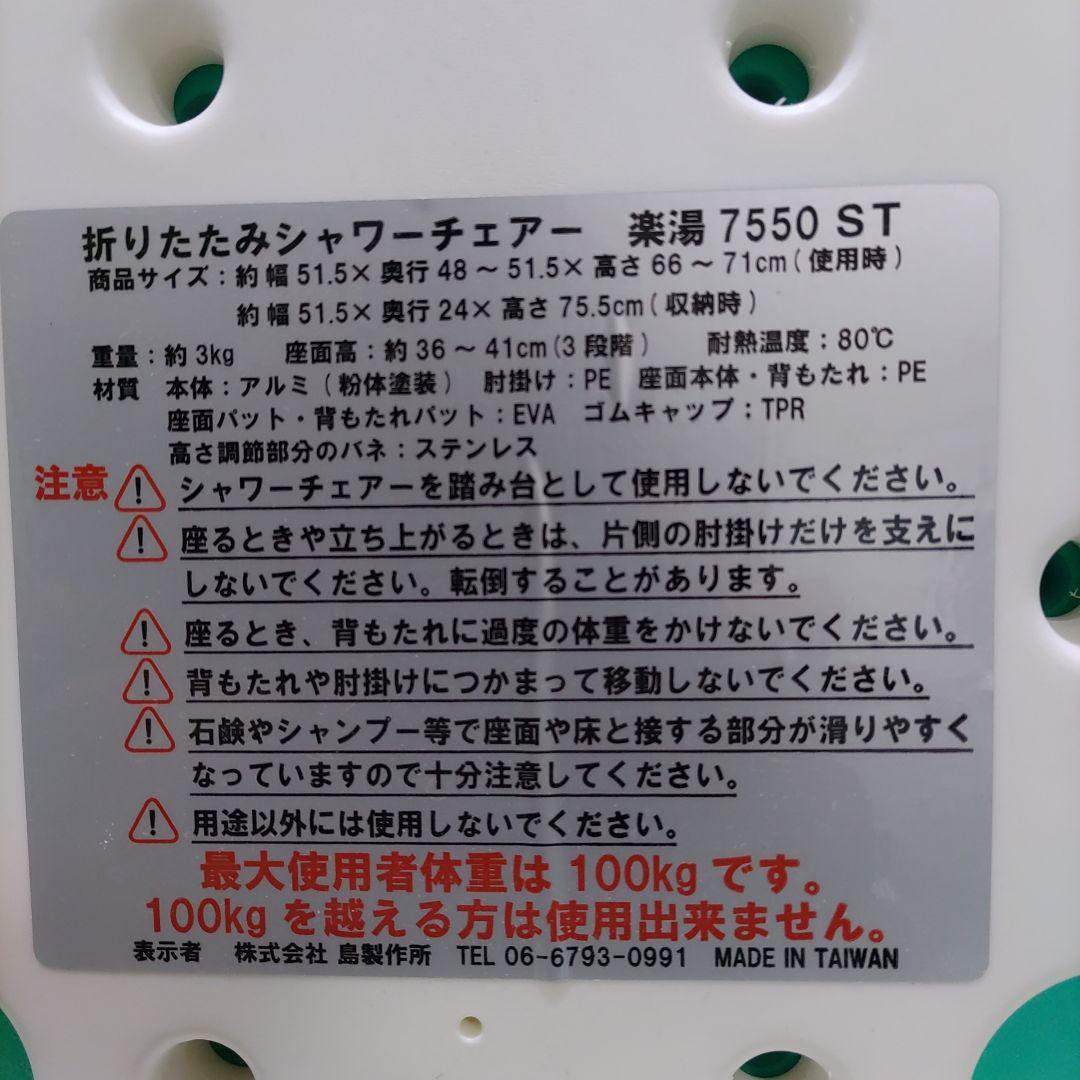 折りたたみシャワーチェアー　楽湯 7550 ST
商品サイズ：約幅 51.5× 奥行 48 ～ 51.5× 高さ 66 ～ 71cm（使用時）
約幅 51.5× 奥行 24× 高さ 75.5cm（収納時）
重量：約 3kg　座面高：約 36 ～ 41cm（3 段階）　耐熱温度：80℃
材質　本体：アルミ（粉体塗装）　肘掛け：PE　座面本体・背もたれ：PE
座面パット・背もたれパット：EVA　ゴムキャップ：TPR
高さ調節部分のバネ：ステンレス
注意　シャワーチェアーを踏み台として使用しないでください。
座るときや立ち上がるときは、片側の肘掛けだけを支えに
しないでください。転倒することがあります。
座るとき、背もたれに過度の体重をかけないでください。
背もたれや肘掛けにつかまって移動しないでください。
石鹸やシャンプー等で座面や床と接する部分が滑りやすく
なっていますので十分注意してください。
用途以外には使用しないでください。
最大使用者体重は 100kg です。
100kg を越える方は使用出来ません。
表示者　株式会社 島製作所　TEL 06-6793-0991　MADE IN TAIWAN